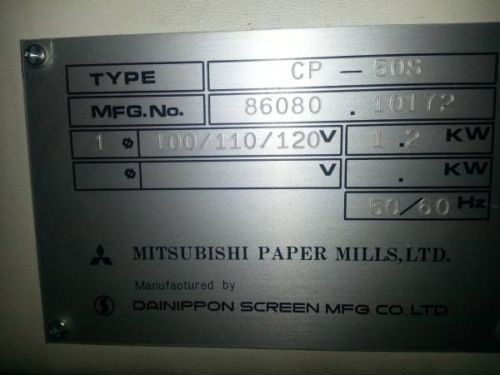 TYPE CP - 50S
MFG.No. 86080.10172
1 ø 100/110/120 V 1.2 KW
ø V . KW
50/60 Hz
MITSUBISHI PAPER MILLS,LTD.
Manufactured by
DAINIPPON SCREEN MFG CO. LTD